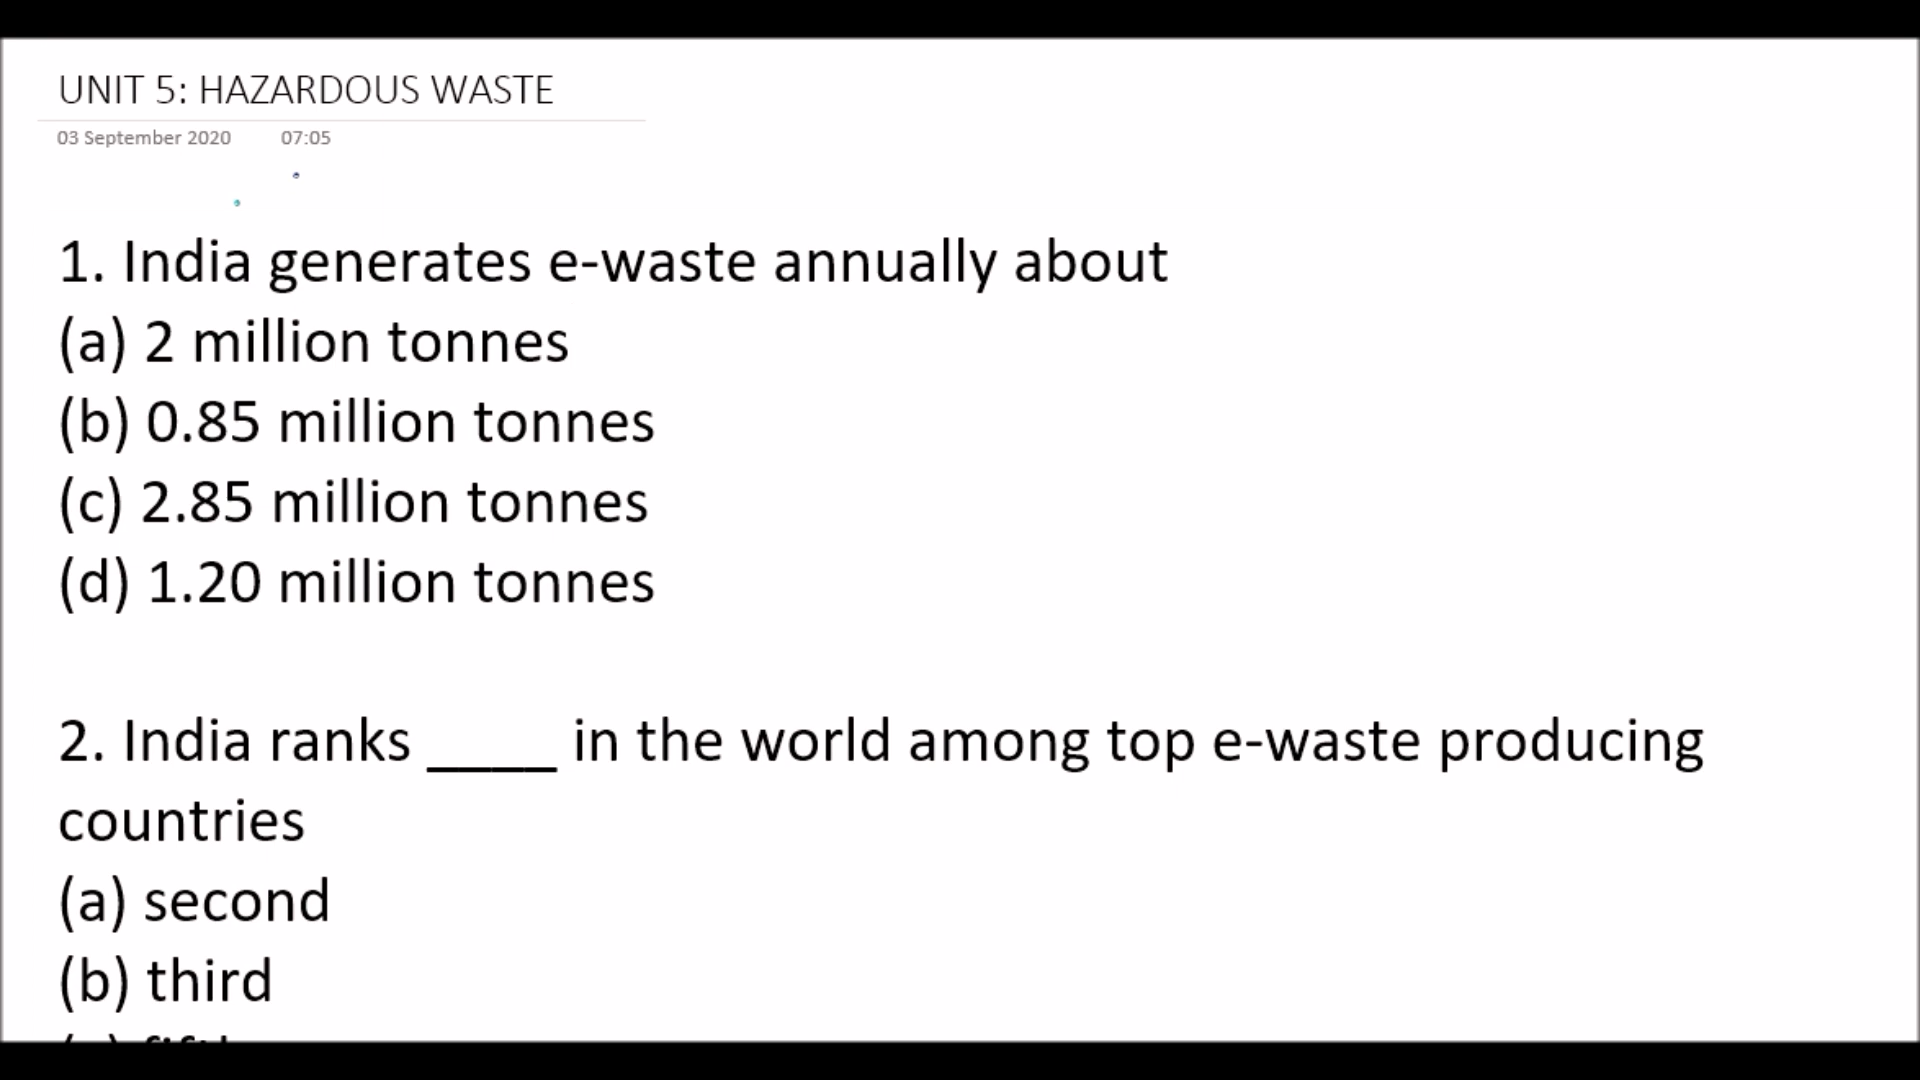 UNIT 5: HAZARDOUS WASTE
03 September 2020 07:05
1. India generates e-waste annually about
(a) 2 million tonnes
(b) 0.85 million tonnes
(c) 2.85 million tonnes
(d) 1.20 million tonnes
2. India ranks ____ in the world among top e-waste producing
countries
(a) second
(b) third